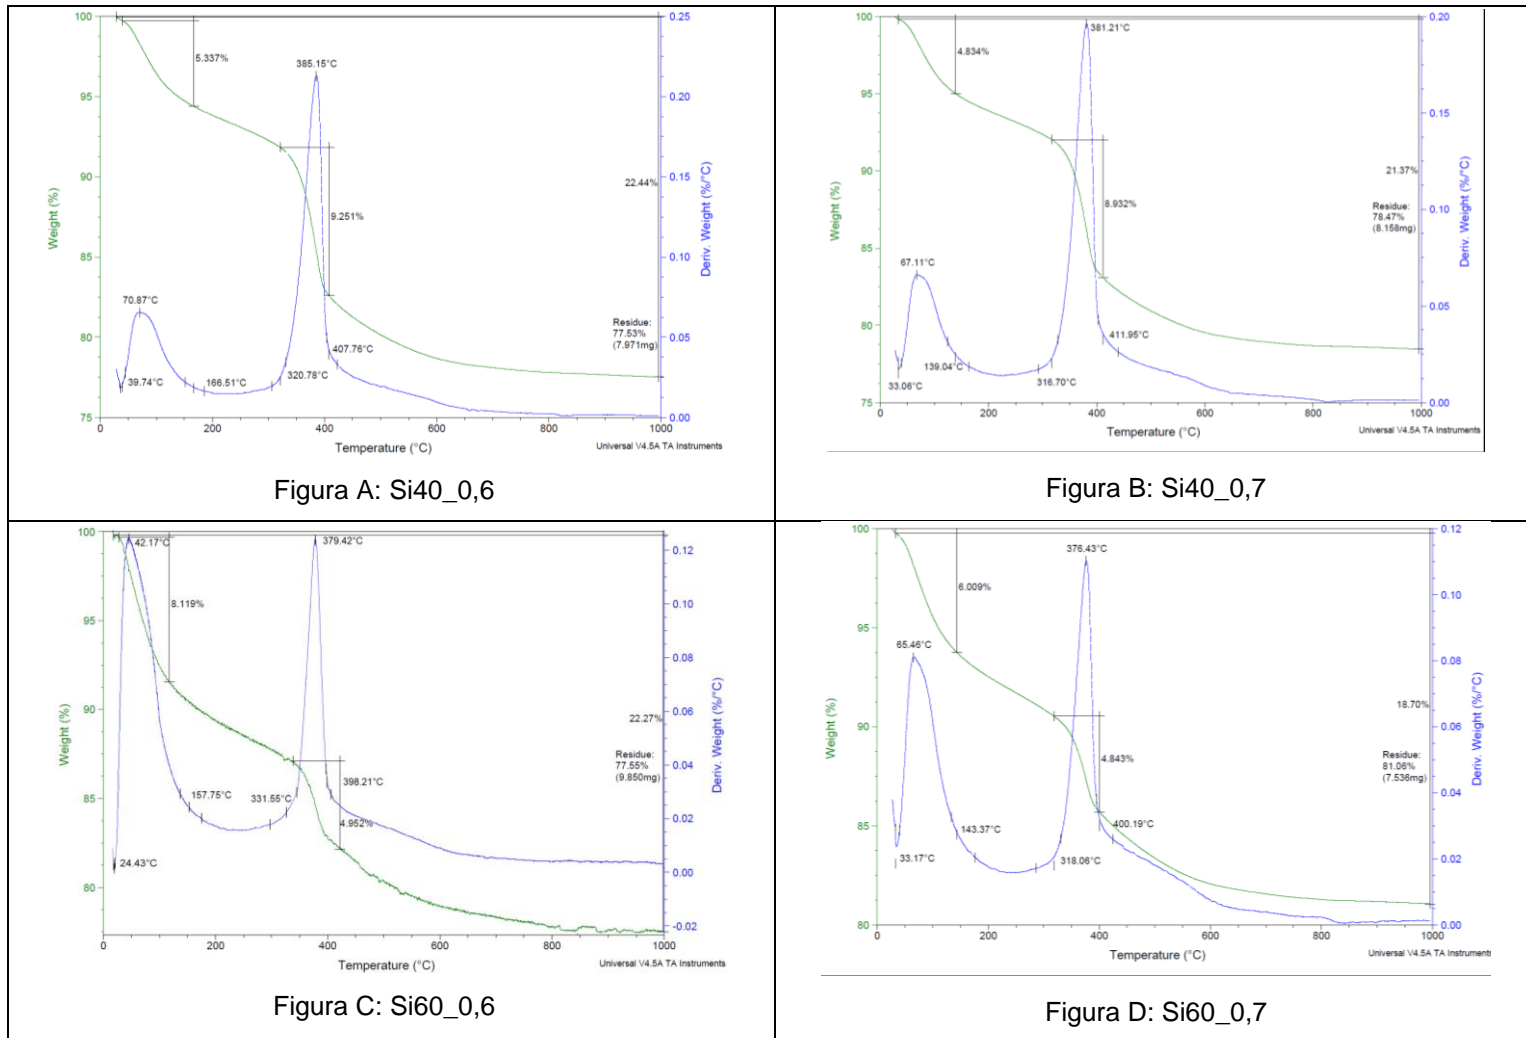 100
95
90
85
80
75
Weight (%)
0
200
400
600
800
1000
Temperature (°C)
Universal V4.5A TA Instruments
0.25
0.20
0.15
0.10
0.05
0.00
Deriv. Weight (%/°C)
5.337%
385.15°C
22.44%
9.251%
70.87°C
Residue:
77.53%
(7.971mg)
407.76°C
39.74°C
166.51°C
320.78°C
Figura A: Si40_0,6
100
95
90
85
80
75
Weight (%)
0
200
400
600
800
1000
Temperature (°C)
Universal V4.5A TA Instruments
0.20
0.15
0.10
0.05
0.00
Deriv. Weight (%/°C)
381.21°C
4.834%
21.37%
8.932%
Residue:
78.47%
(8.158mg)
67.11°C
411.95°C
139.04°C
33.06°C
316.70°C
Figura B: Si40_0,7
100
95
90
85
80
Weight (%)
0
200
400
600
800
1000
Temperature (°C)
Universal V4.5A TA Instruments
0.12
0.10
0.08
0.06
0.04
0.02
0.00
-0.02
Deriv. Weight (%/°C)
42.17°C
379.42°C
8.119%
22.27%
Residue:
77.55%
(9.850mg)
398.21°C
157.75°C
331.55°C
4.952%
24.43°C
Figura C: Si60_0,6
100
95
90
85
80
Weight (%)
0
200
400
600
800
1000
Temperature (°C)
Universal V4.5A TA Instruments
0.12
0.10
0.08
0.06
0.04
0.02
0.00
Deriv. Weight (%/°C)
376.43°C
6.009%
65.46°C
18.70%
4.843%
Residue:
81.06%
(7.536mg)
400.19°C
143.37°C
33.17°C
318.06°C
Figura D: Si60_0,7